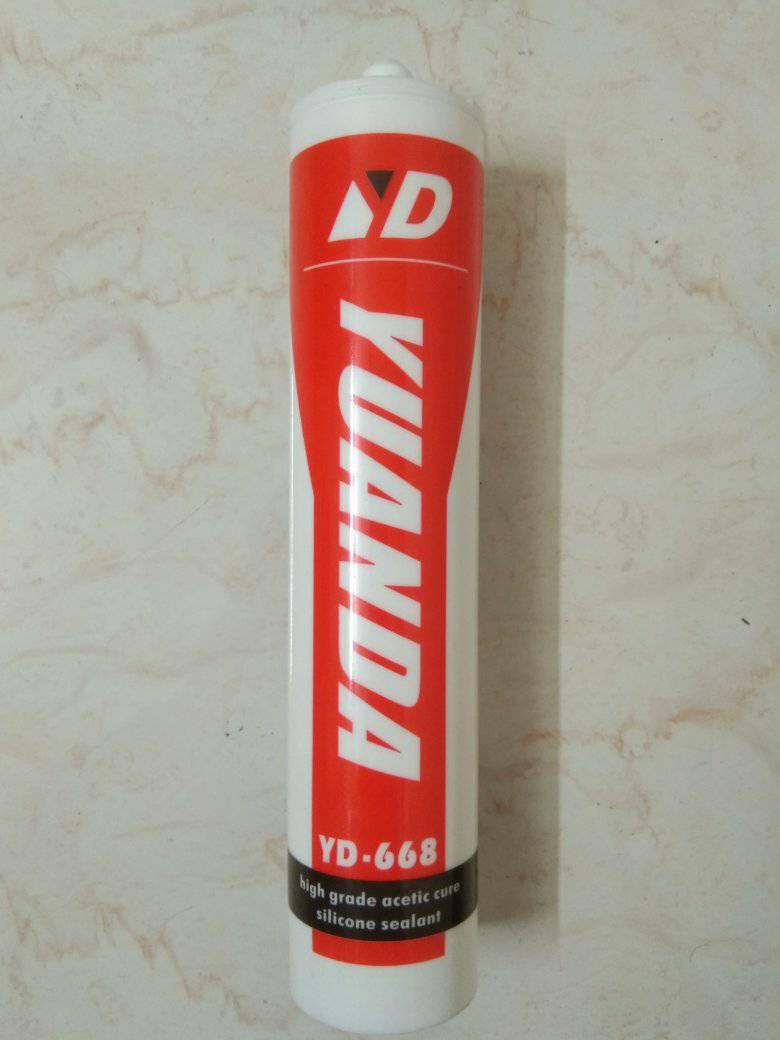 YD
YUANDA
YD-668
high grade acetic cure
silicone sealant